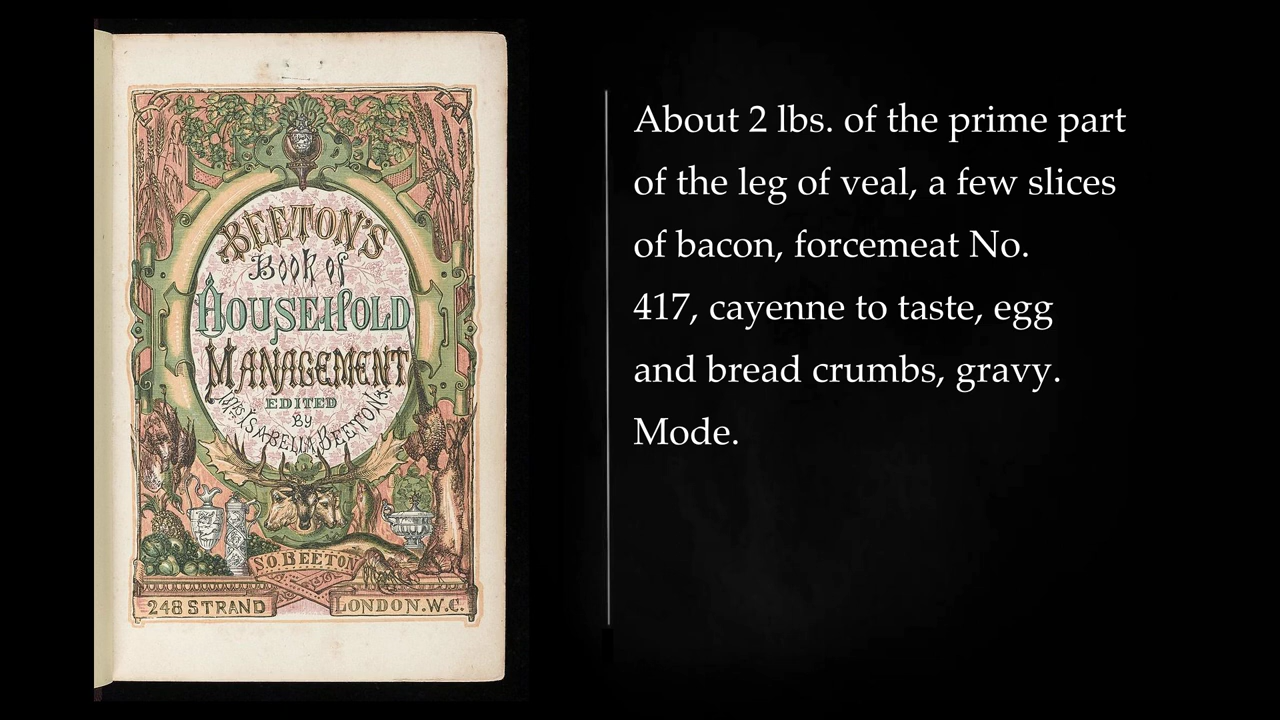 BEETON'S
Book of
HOUSEHOLD
MANAGEMENT
EDITED
BY
MRS ISABELLA BEETON
S.O. BEETON
248 STRAND
LONDON. W.C.
About 2 lbs. of the prime part
of the leg of veal, a few slices
of bacon, forcemeat No.
417, cayenne to taste, egg
and bread crumbs, gravy.
Mode.